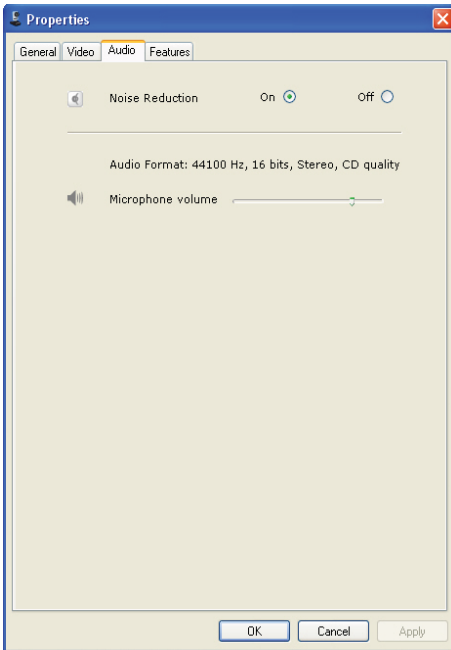 Properties
General Video Audio Features
Noise Reduction On Off
Audio Format: 44100 Hz, 16 bits, Stereo, CD quality
Microphone volume
OK Cancel Apply